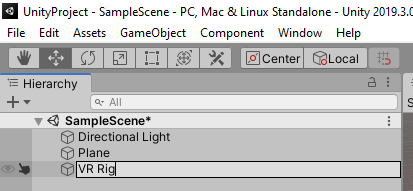 UnityProject - SampleScene - PC, Mac & Linux Standalone - Unity 2019.3.0
File Edit Assets GameObject Component Window Help
Center Local
Hierarchy
All
SampleScene*
Directional Light
Plane
VR Rig